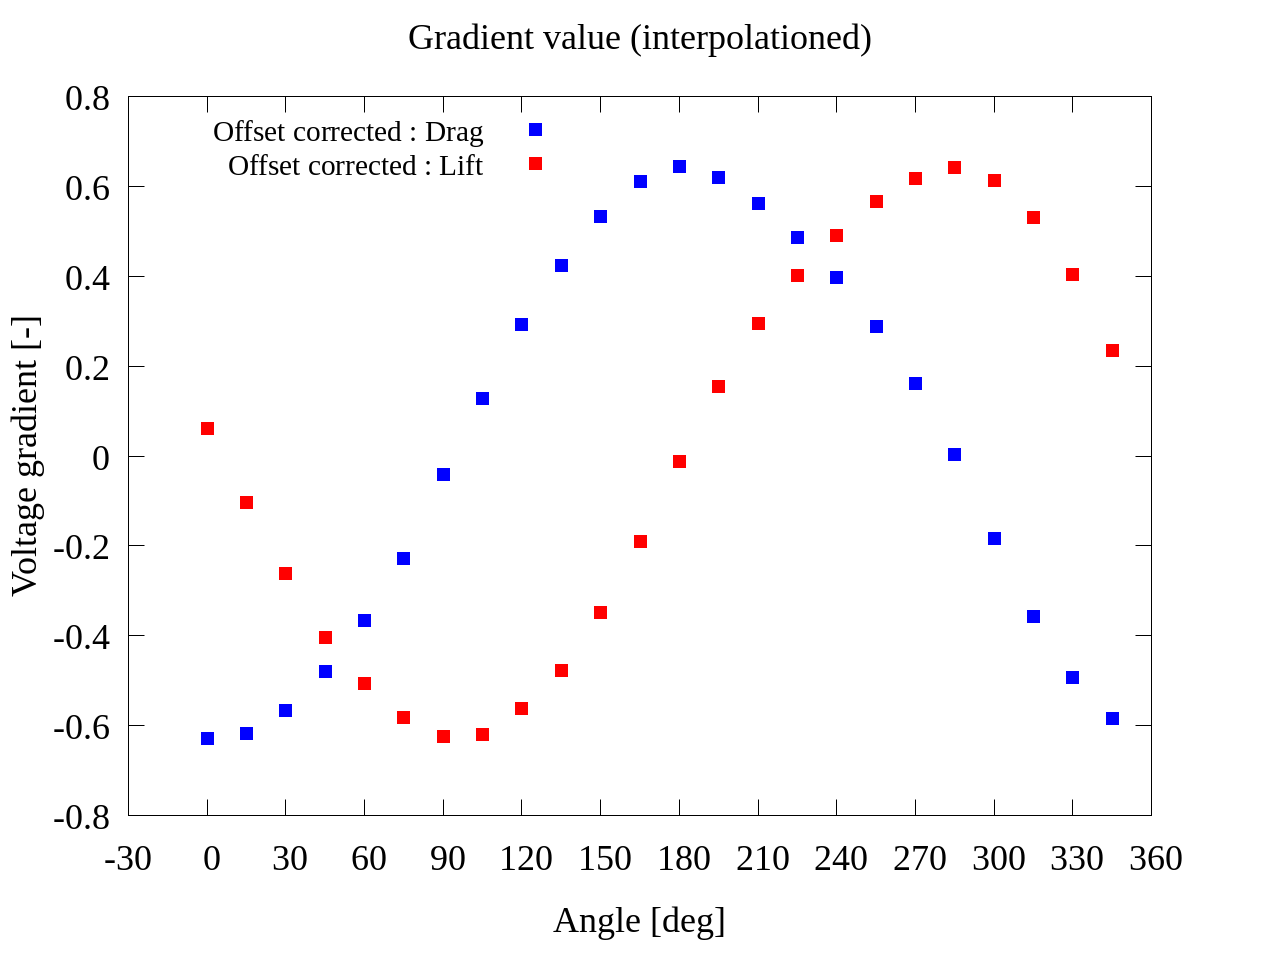 Gradient value (interpolationed)
Offset corrected : Drag
Offset corrected : Lift
0.8
0.6
0.4
0.2
0
-0.2
-0.4
-0.6
-0.8
Voltage gradient [-]
-30 0 30 60 90 120 150 180 210 240 270 300 330 360
Angle [deg]